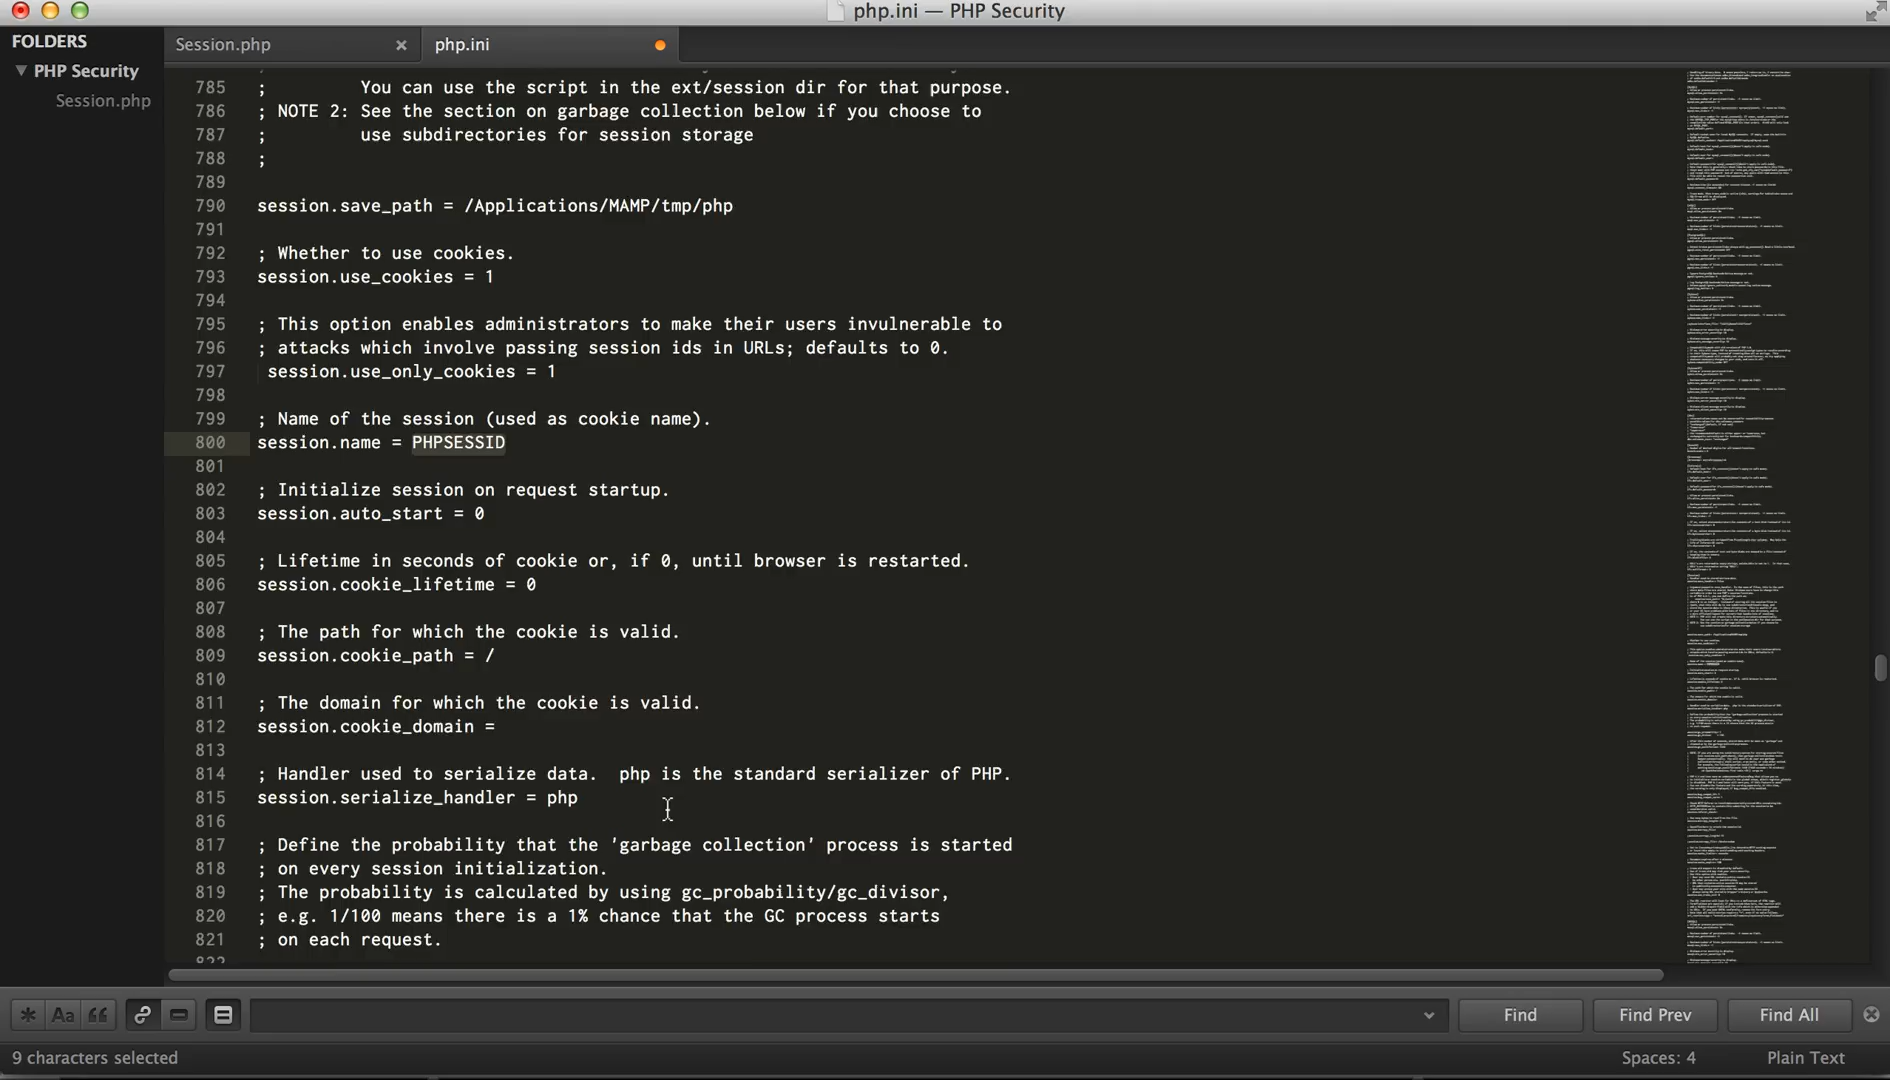 php.ini — PHP Security
FOLDERS
PHP Security
Session.php
Session.php
php.ini
785 ;         You can use the script in the ext/session dir for that purpose.
786 ; NOTE 2: See the section on garbage collection below if you choose to
787 ;         use subdirectories for session storage
788 ;
789
790 session.save_path = /Applications/MAMP/tmp/php
791
792 ; Whether to use cookies.
793 session.use_cookies = 1
794
795 ; This option enables administrators to make their users invulnerable to
796 ; attacks which involve passing session ids in URLs; defaults to 0.
797  session.use_only_cookies = 1
798
799 ; Name of the session (used as cookie name).
800 session.name = PHPSESSID
801
802 ; Initialize session on request startup.
803 session.auto_start = 0
804
805 ; Lifetime in seconds of cookie or, if 0, until browser is restarted.
806 session.cookie_lifetime = 0
807
808 ; The path for which the cookie is valid.
809 session.cookie_path = /
810
811 ; The domain for which the cookie is valid.
812 session.cookie_domain =
813
814 ; Handler used to serialize data.  php is the standard serializer of PHP.
815 session.serialize_handler = php
816
817 ; Define the probability that the 'garbage collection' process is started
818 ; on every session initialization.
819 ; The probability is calculated by using gc_probability/gc_divisor,
820 ; e.g. 1/100 means there is a 1% chance that the GC process starts
821 ; on each request.
822
Aa
Find
Find Prev
Find All
9 characters selected
Spaces: 4
Plain Text